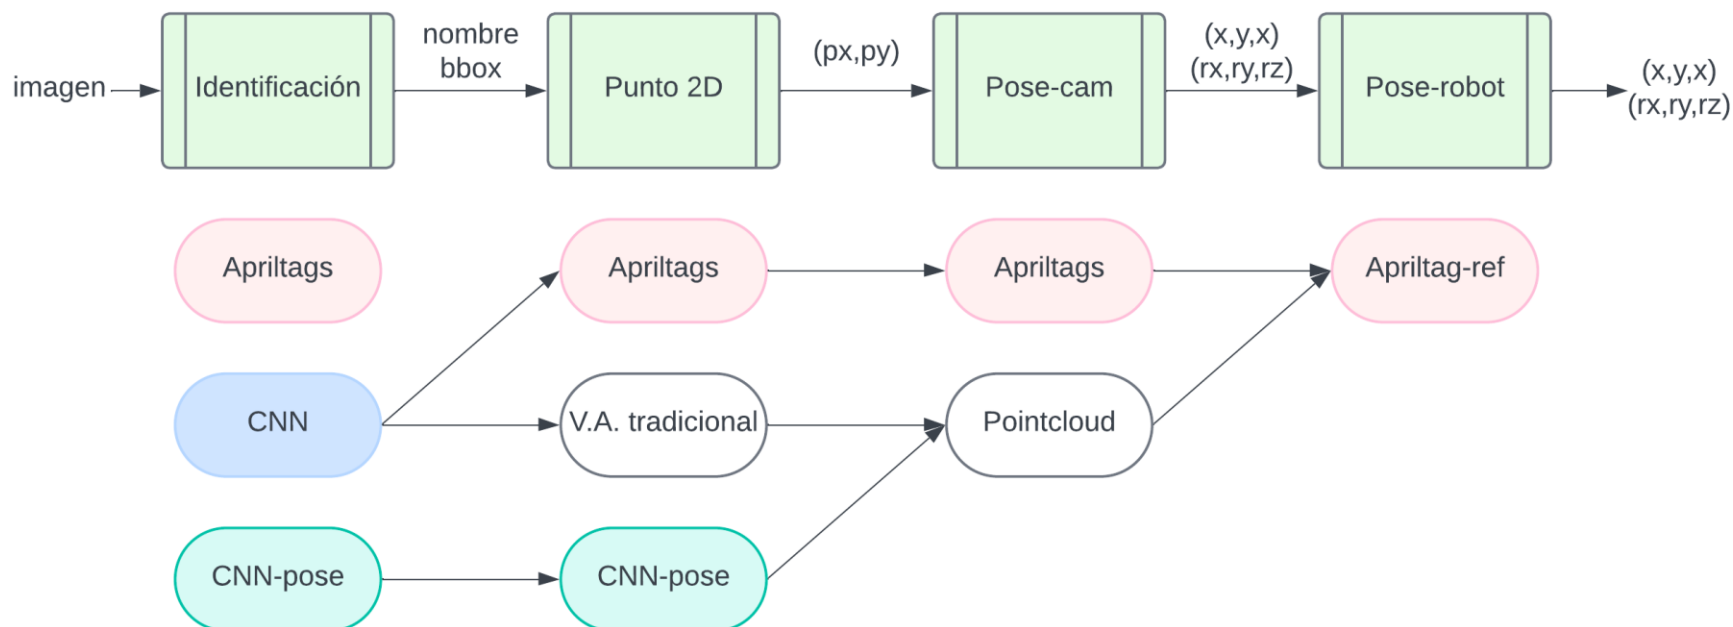 imagen
Identificación
nombre
bbox
Punto 2D
(px,py)
Pose-cam
(x,y,x)
(rx,ry,rz)
Pose-robot
(x,y,x)
(rx,ry,rz)
Apriltags
Apriltags
Apriltags
Apriltag-ref
CNN
V.A. tradicional
Pointcloud
CNN-pose
CNN-pose